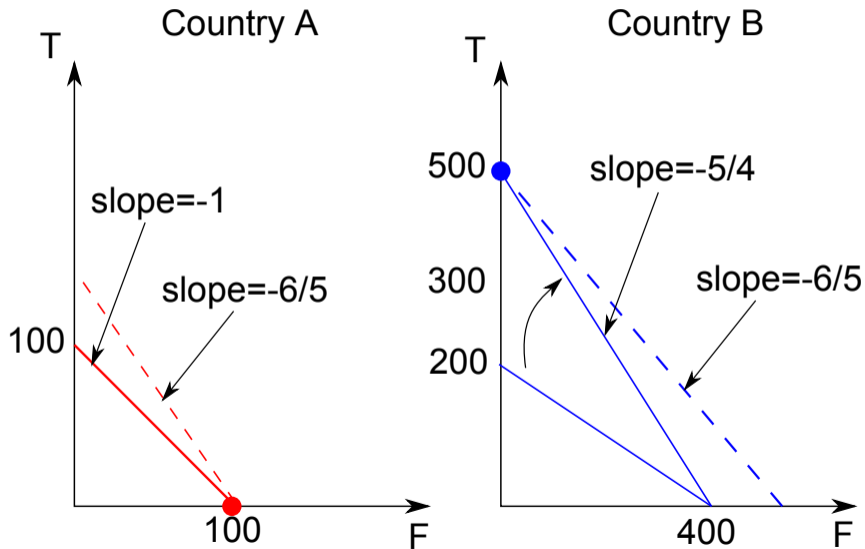 Country A
T
slope=-1
slope=-6/5
100
100
F
Country B
T
500
slope=-5/4
300
slope=-6/5
200
400
F